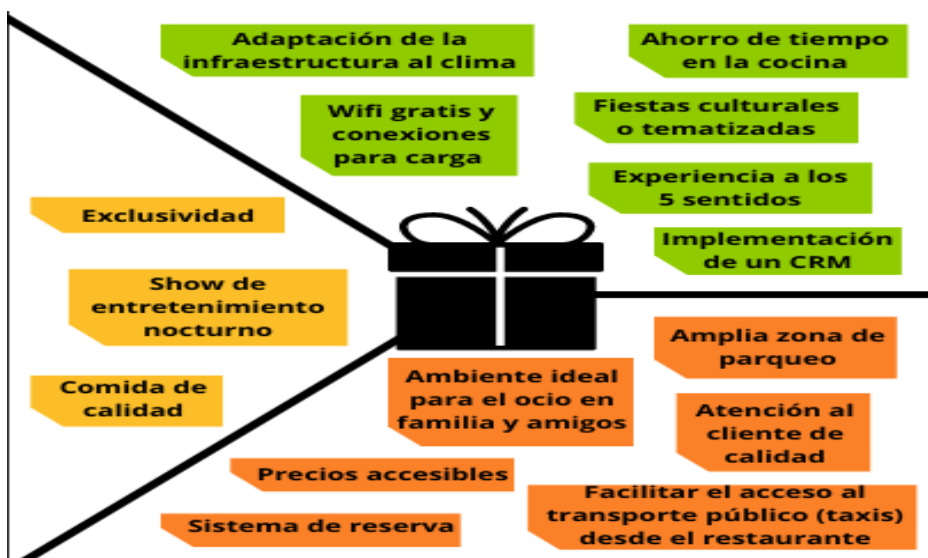 Adaptación de la
infraestructura al clima
Wifi gratis y
conexiones
para carga
Ahorro de tiempo
en la cocina
Fiestas culturales
o tematizadas
Experiencia a los
5 sentidos
Implementación
de un CRM
Exclusividad
Show de
entretenimiento
nocturno
Comida de
calidad
Amplia zona de
parqueo
Ambiente ideal
para el ocio en
familia y amigos
Atención al
cliente de
calidad
Precios accesibles
Sistema de reserva
Facilitar el acceso al
transporte público (taxis)
desde el restaurante